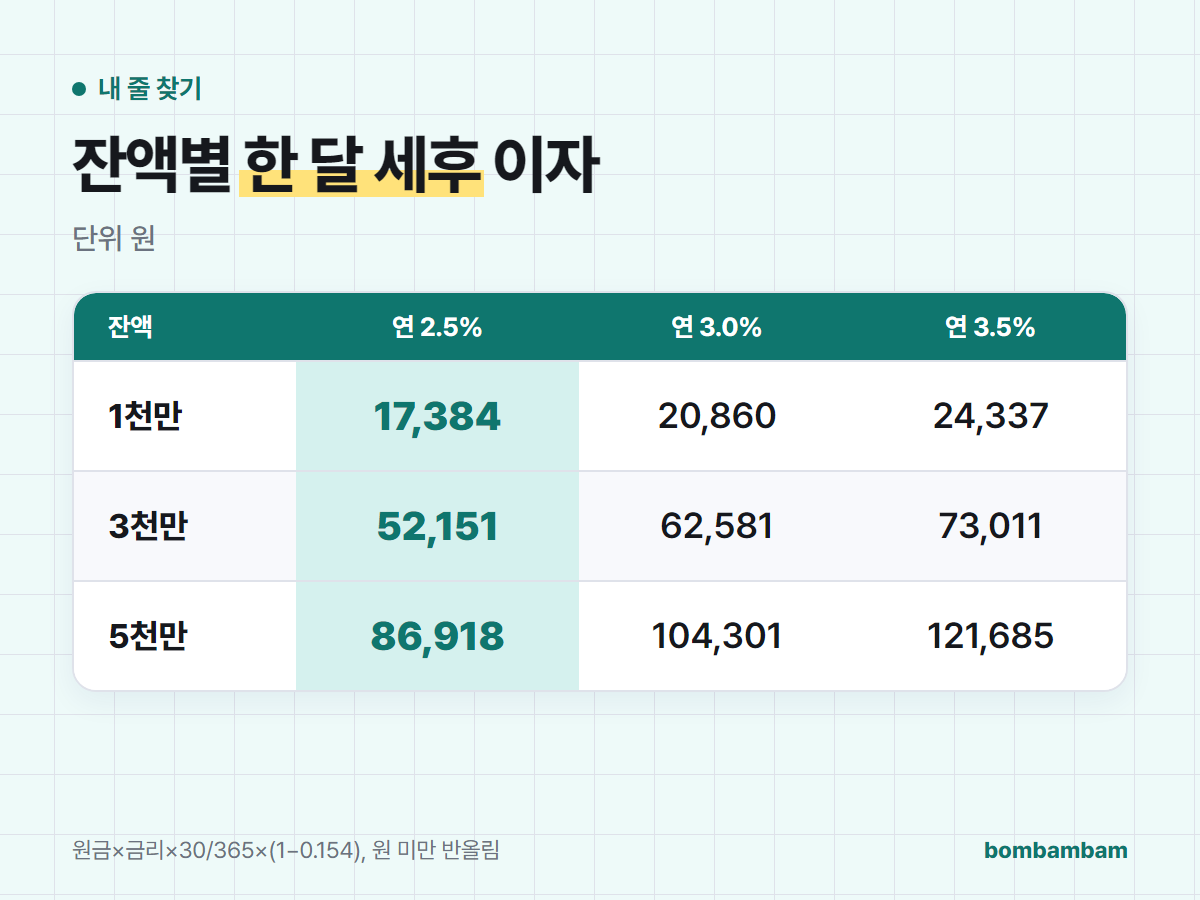 내 줄 찾기
잔액별 한 달 세후 이자
단위 원
잔액 연 2.5% 연 3.0% 연 3.5%
1천만 17,384 20,860 24,337
3천만 52,151 62,581 73,011
5천만 86,918 104,301 121,685
원금×금리×30/365×(1−0.154), 원 미만 반올림
bombambam